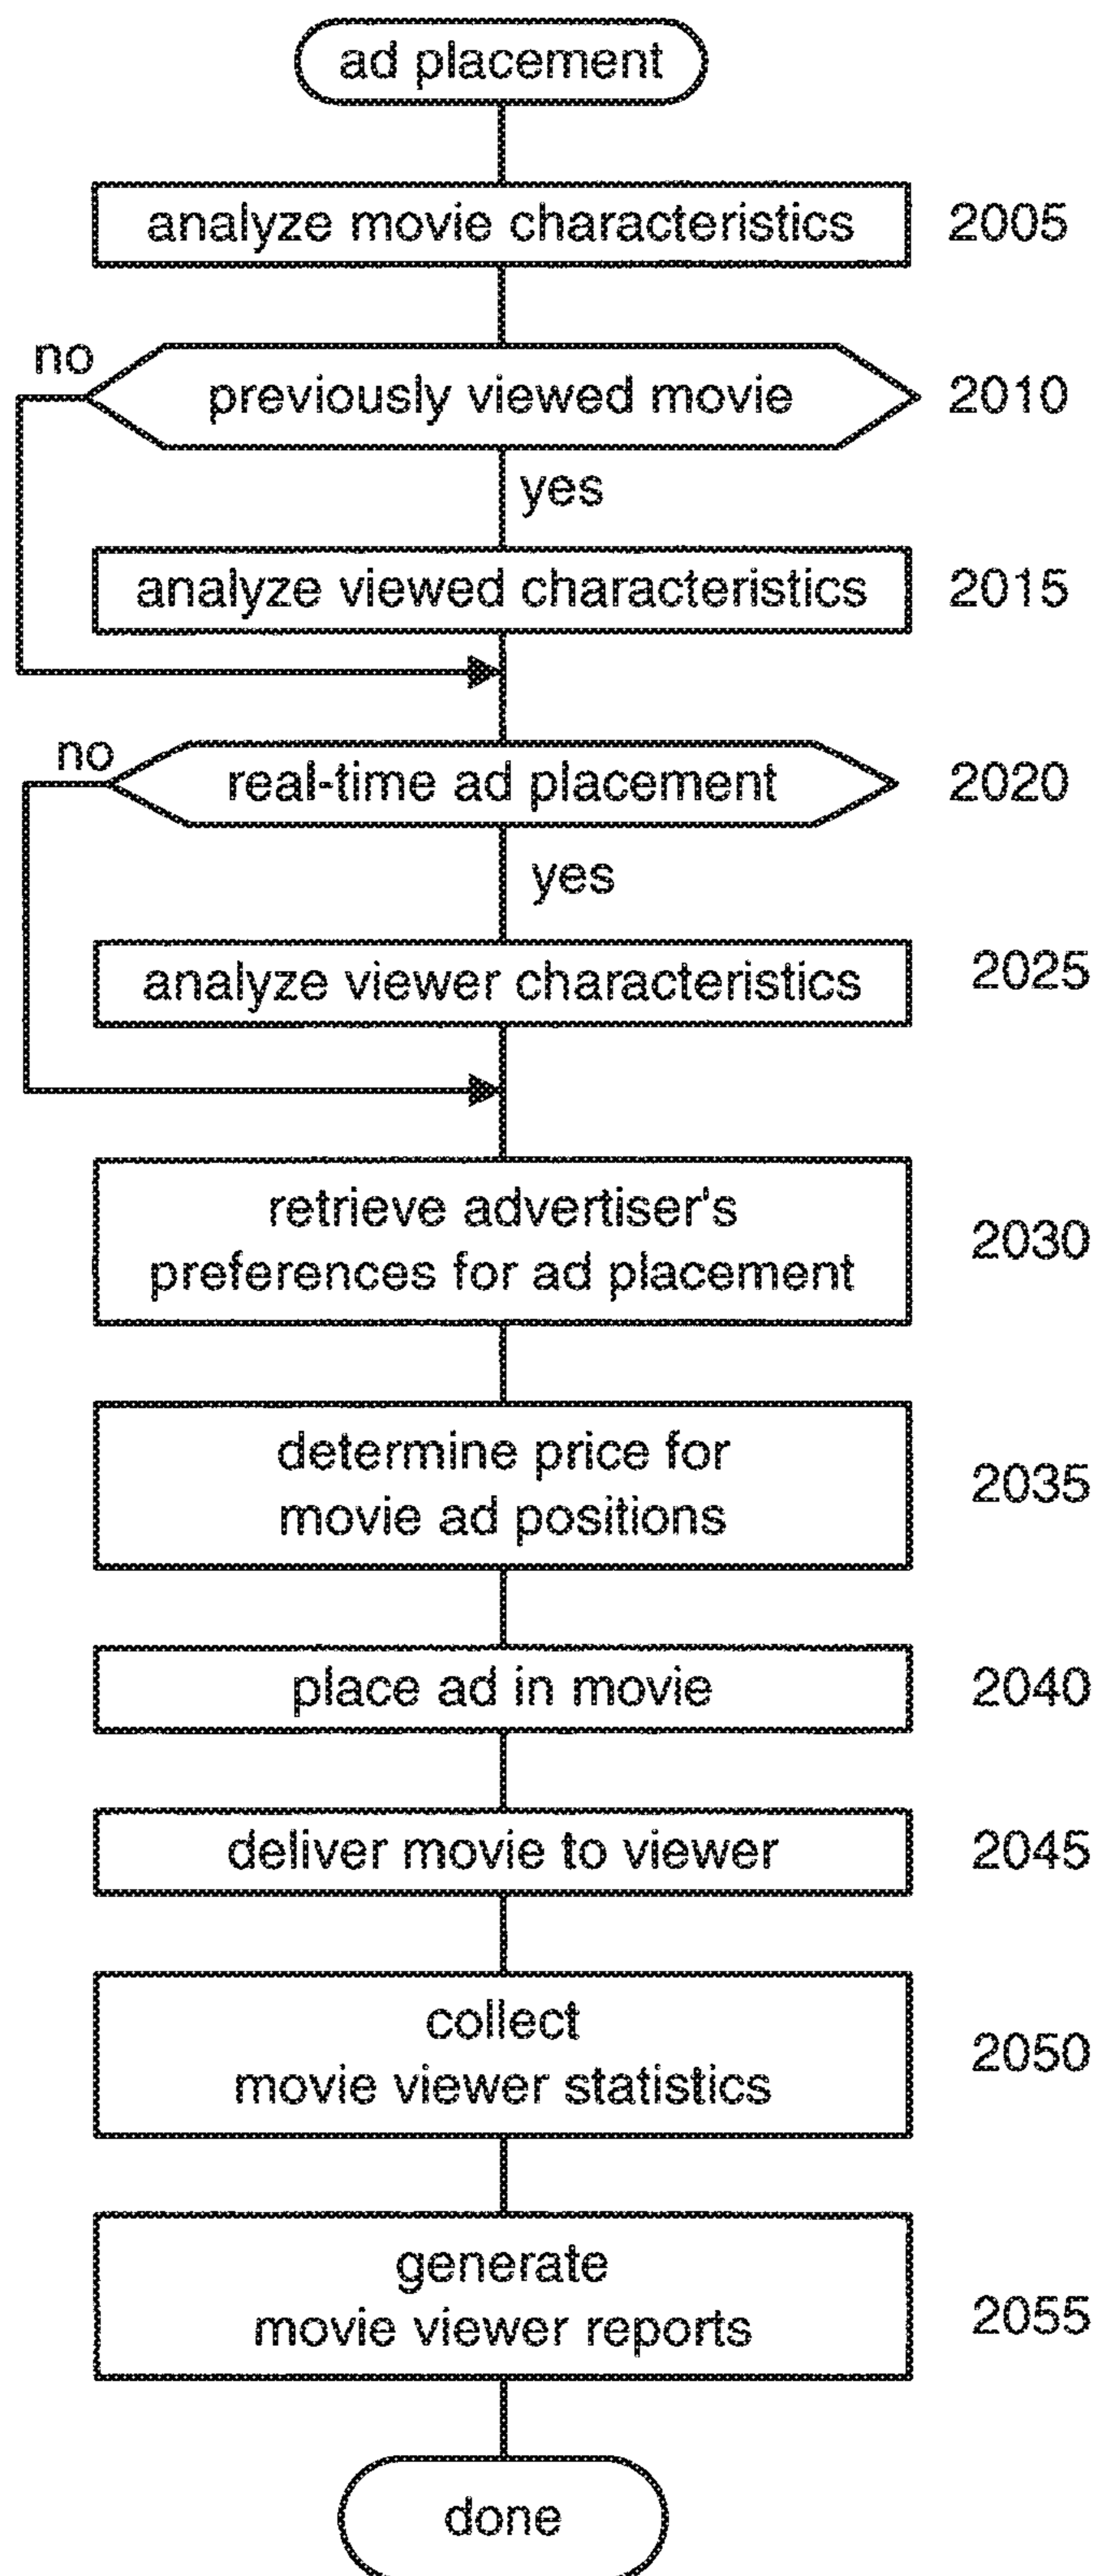 ad placement
analyze movie characteristics 2005
no
previously viewed movie 2010
yes
analyze viewed characteristics 2015
no
real-time ad placement 2020
yes
analyze viewer characteristics 2025
retrieve advertiser's
preferences for ad placement
2030
determine price for
movie ad positions
2035
place ad in movie 2040
deliver movie to viewer 2045
collect
movie viewer statistics
2050
generate
movie viewer reports
2055
done